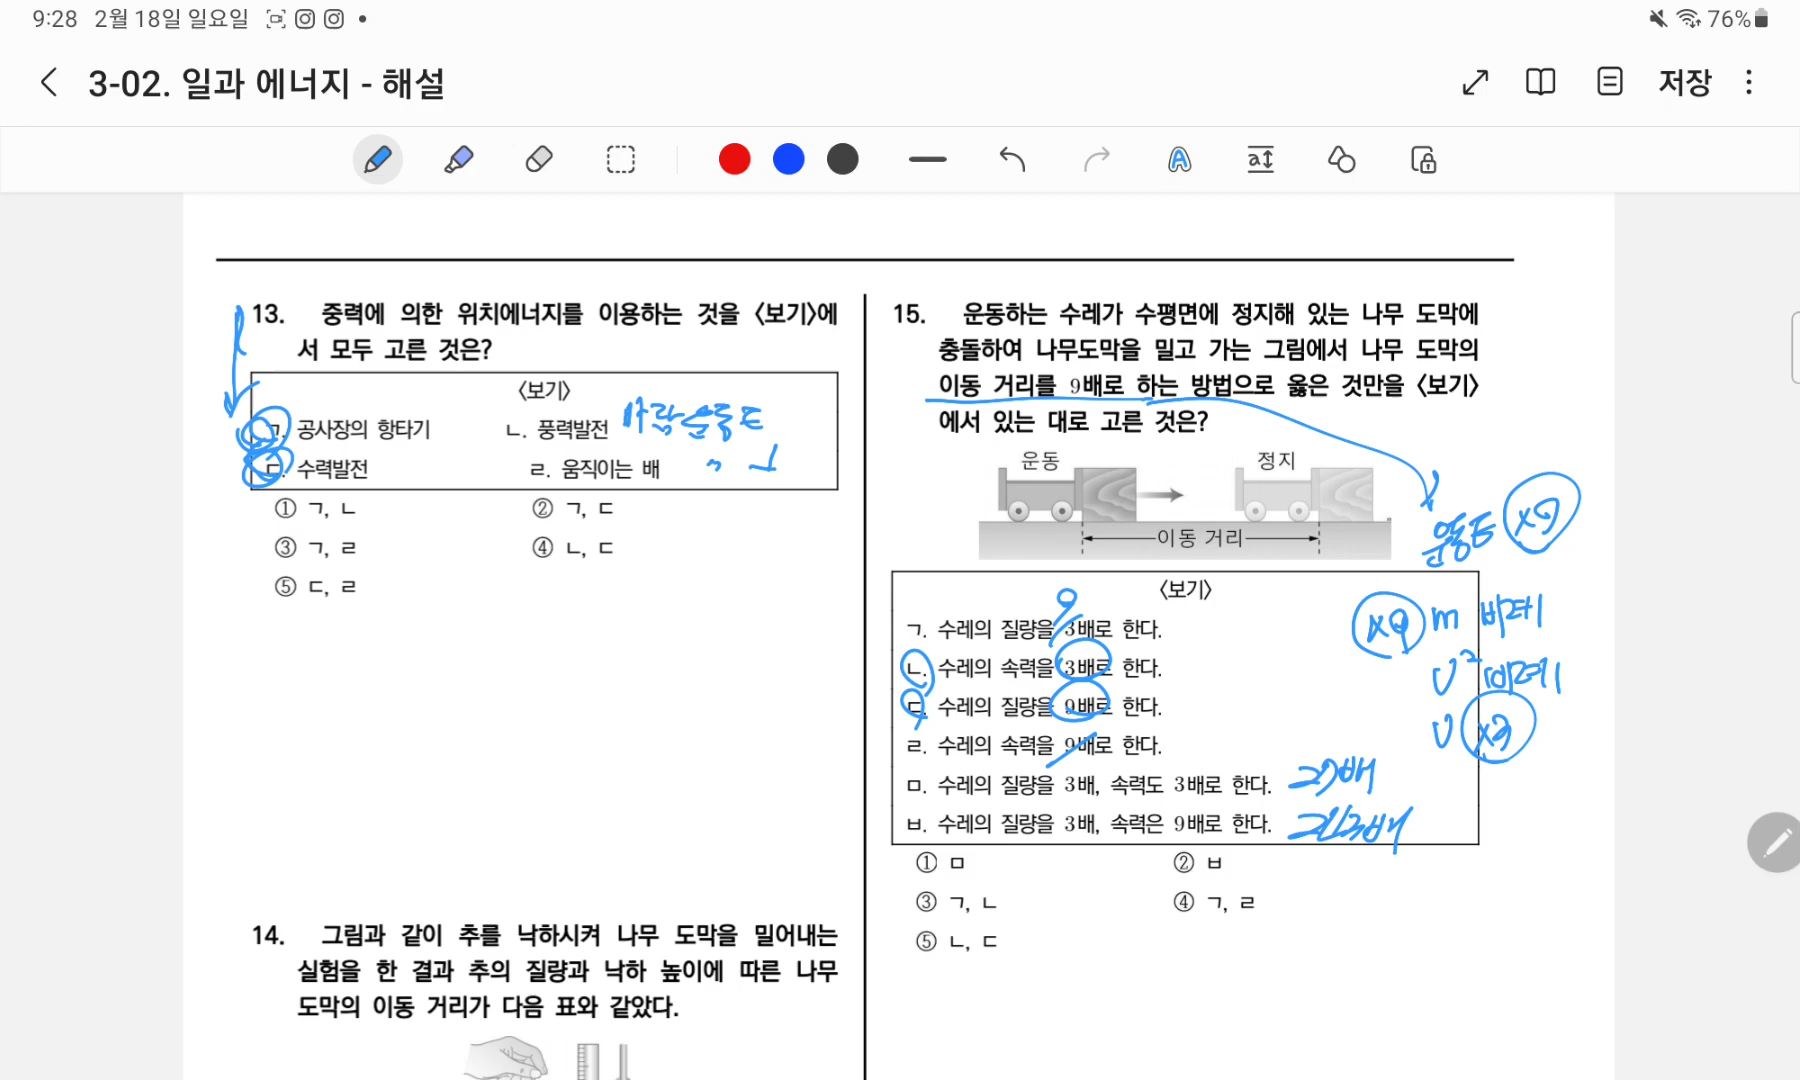 9:28 2월 18일 일요일
76%
3-02. 일과 에너지 - 해설
저장
13. 중력에 의한 위치에너지를 이용하는 것을 <보기>에
서 모두 고른 것은?
<보기>
ㄱ. 공사장의 항타기 ㄴ. 풍력발전 바람 운동E
ㄷ. 수력발전 ㄹ. 움직이는 배
① ㄱ, ㄴ ② ㄱ, ㄷ
③ ㄱ, ㄹ ④ ㄴ, ㄷ
⑤ ㄷ, ㄹ
14. 그림과 같이 추를 낙하시켜 나무 도막을 밀어내는
실험을 한 결과 추의 질량과 낙하 높이에 따른 나무
도막의 이동 거리가 다음 표와 같았다.
15. 운동하는 수레가 수평면에 정지해 있는 나무 도막에
충돌하여 나무도막을 밀고 가는 그림에서 나무 도막의
이동 거리를 9배로 하는 방법으로 옳은 것만을 <보기>
에서 있는 대로 고른 것은?
운동 정지
이동 거리
운동E ×9
<보기>
9
ㄱ. 수레의 질량을 3배로 한다.
×9 m 비례
ㄴ. 수레의 속력을 3배로 한다.
v² 비례
ㄷ. 수레의 질량을 9배로 한다.
v ×3
ㄹ. 수레의 속력을 9배로 한다.
ㅁ. 수레의 질량을 3배, 속력도 3배로 한다. 27배
ㅂ. 수레의 질량을 3배, 속력은 9배로 한다. 243배
① ㅁ ② ㅂ
③ ㄱ, ㄴ ④ ㄱ, ㄹ
⑤ ㄴ, ㄷ